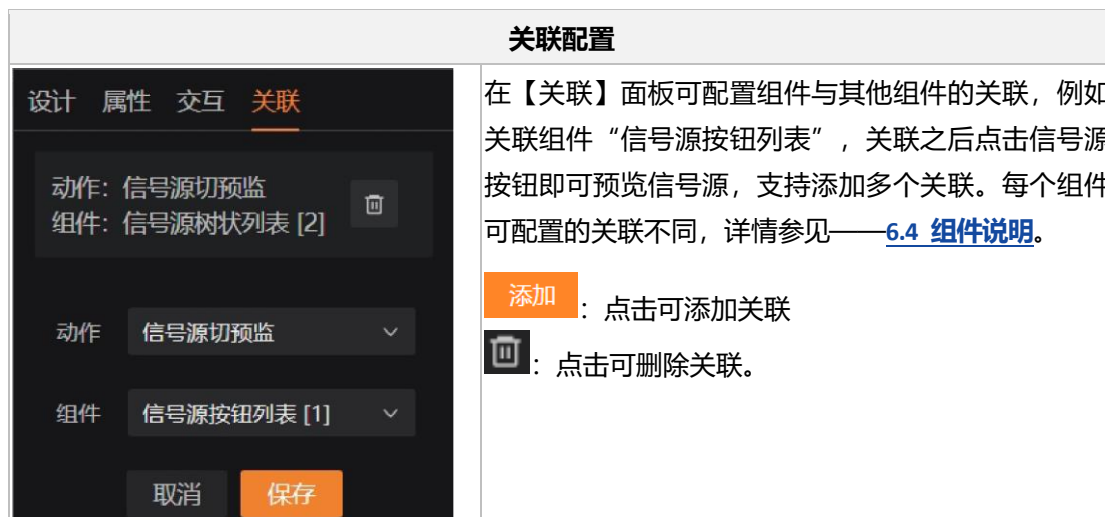 关联配置
设计 属性 交互 关联
动作：信号源切预监
组件：信号源树状列表 [2]
动作 信号源切预监
组件 信号源按钮列表 [1]
取消 保存
在【关联】面板可配置组件与其他组件的关联，例如
关联组件“信号源按钮列表”，关联之后点击信号源
按钮即可预览信号源，支持添加多个关联。每个组件
可配置的关联不同，详情参见——6.4 组件说明。
添加：点击可添加关联
：点击可删除关联。